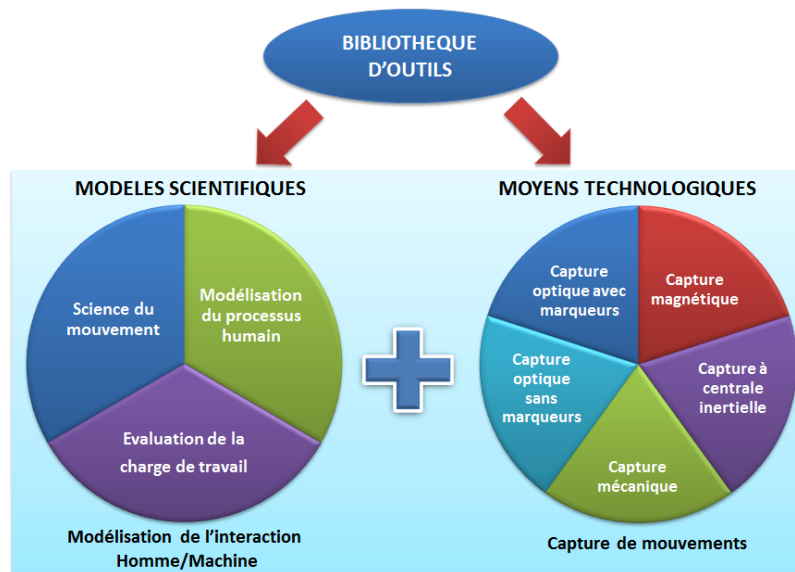 BIBLIOTHEQUE
D'OUTILS
MODELES SCIENTIFIQUES
Science du
mouvement
Modélisation
du processus
humain
Evaluation de la
charge de travail
Modélisation de l'interaction
Homme/Machine
MOYENS TECHNOLOGIQUES
Capture
optique avec
marqueurs
Capture
magnétique
Capture
optique
sans
marqueurs
Capture à
centrale
inertielle
Capture
mécanique
Capture de mouvements